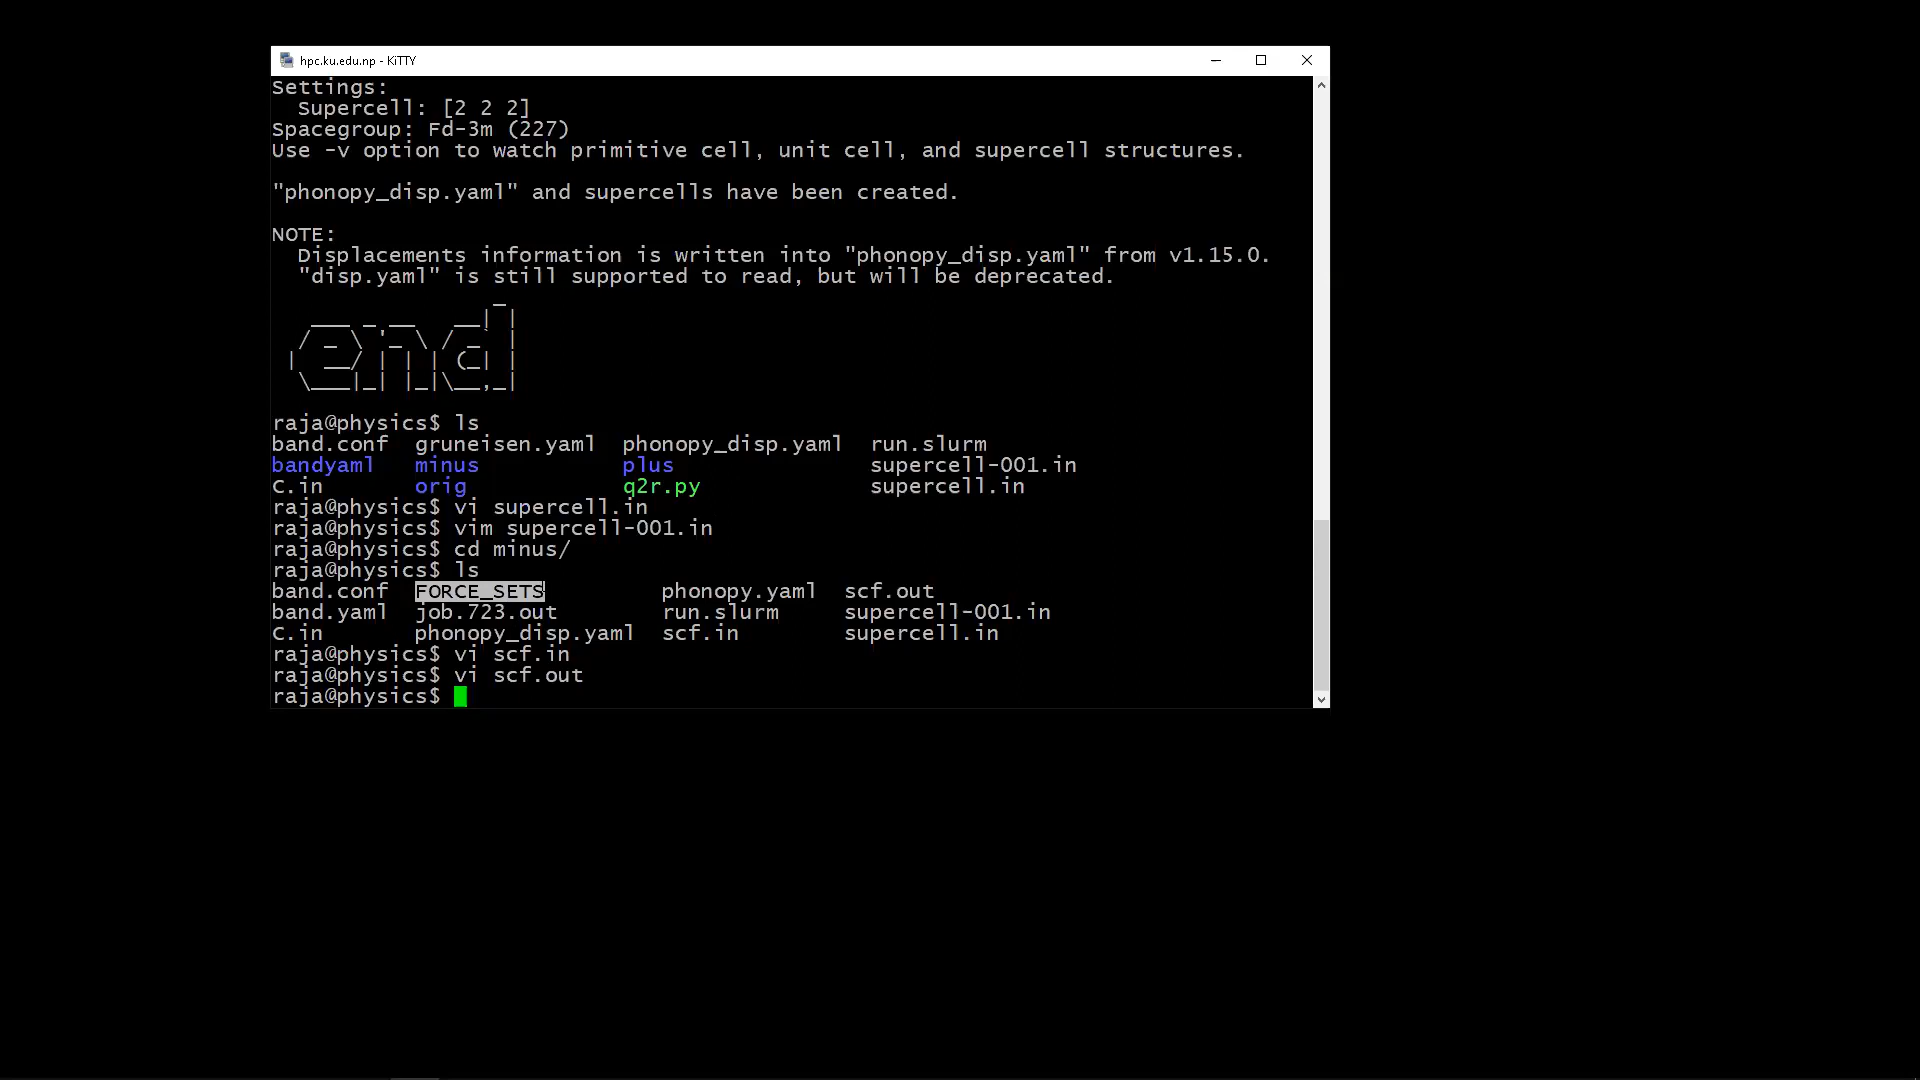 hpc.ku.edu.np - KiTTY
Settings:
  Supercell: [2 2 2]
Spacegroup: Fd-3m (227)
Use -v option to watch primitive cell, unit cell, and supercell structures.
"phonopy_disp.yaml" and supercells have been created.
NOTE:
  Displacements information is written into "phonopy_disp.yaml" from v1.15.0.
  "disp.yaml" is still supported to read, but will be deprecated.
end
raja@physics$ ls
band.conf  gruneisen.yaml  phonopy_disp.yaml  run.slurm
bandyaml   minus           plus               supercell-001.in
C.in       orig            q2r.py             supercell.in
raja@physics$ vi supercell.in
raja@physics$ vim supercell-001.in
raja@physics$ cd minus/
raja@physics$ ls
band.conf  FORCE_SETS         phonopy.yaml  scf.out
band.yaml  job.723.out        run.slurm     supercell-001.in
C.in       phonopy_disp.yaml  scf.in        supercell.in
raja@physics$ vi scf.in
raja@physics$ vi scf.out
raja@physics$